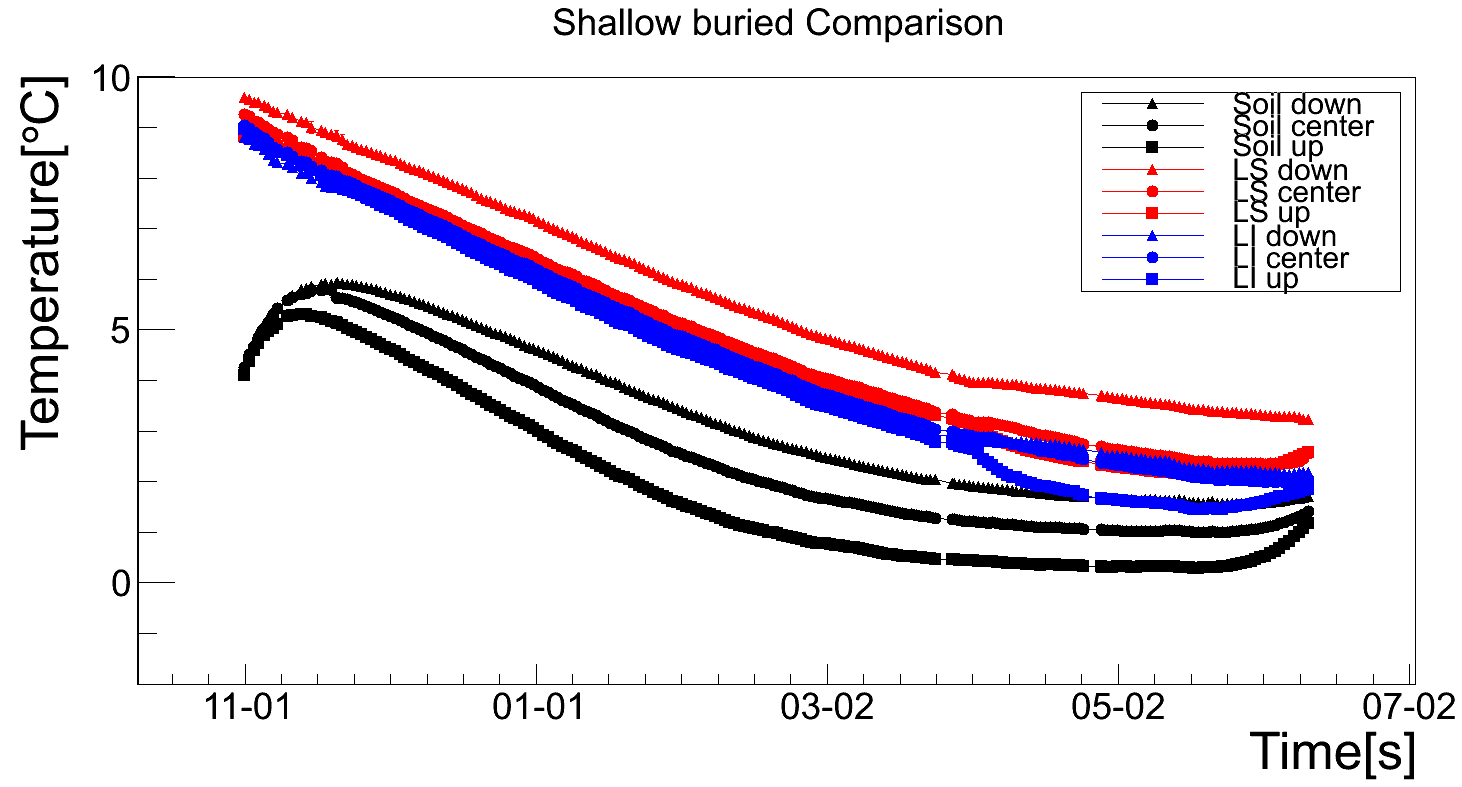 Shallow buried Comparison
Temperature[°C]
10
5
0
Soil down
Soil center
Soil up
LS down
LS center
LS up
LI down
LI center
LI up
11-01 01-01 03-02 05-02 07-02
Time[s]